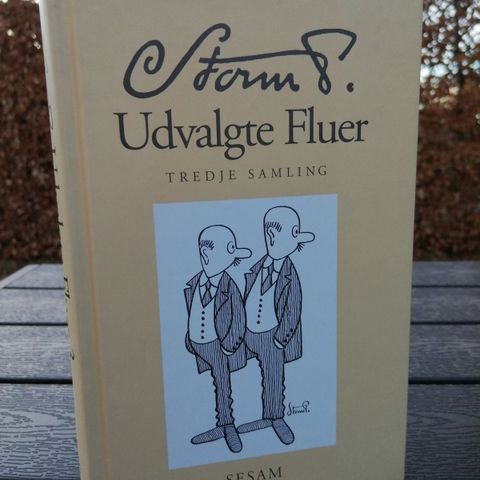 Storm P.
Udvalgte Fluer
TREDJE SAMLING
Storm P.
SESAM